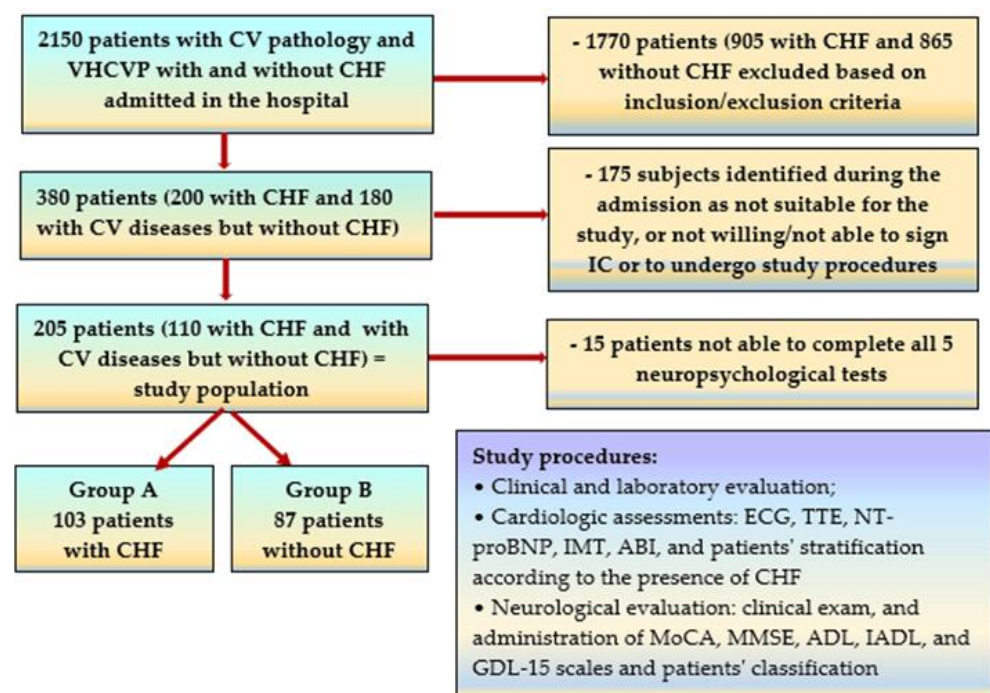 2150 patients with CV pathology and
VHCVP with and without CHF
admitted in the hospital
- 1770 patients (905 with CHF and 865
without CHF excluded based on
inclusion/exclusion criteria
380 patients (200 with CHF and 180
with CV diseases but without CHF)
- 175 subjects identified during the
admission as not suitable for the
study, or not willing/not able to sign
IC or to undergo study procedures
205 patients (110 with CHF and with
CV diseases but without CHF) =
study population
- 15 patients not able to complete all 5
neuropsychological tests
Group A
103 patients
with CHF
Group B
87 patients
without CHF
Study procedures:
• Clinical and laboratory evaluation;
• Cardiologic assessments: ECG, TTE, NT-
proBNP, IMT, ABI, and patients' stratification
according to the presence of CHF
• Neurological evaluation: clinical exam, and
administration of MoCA, MMSE, ADL, IADL, and
GDL-15 scales and patients' classification